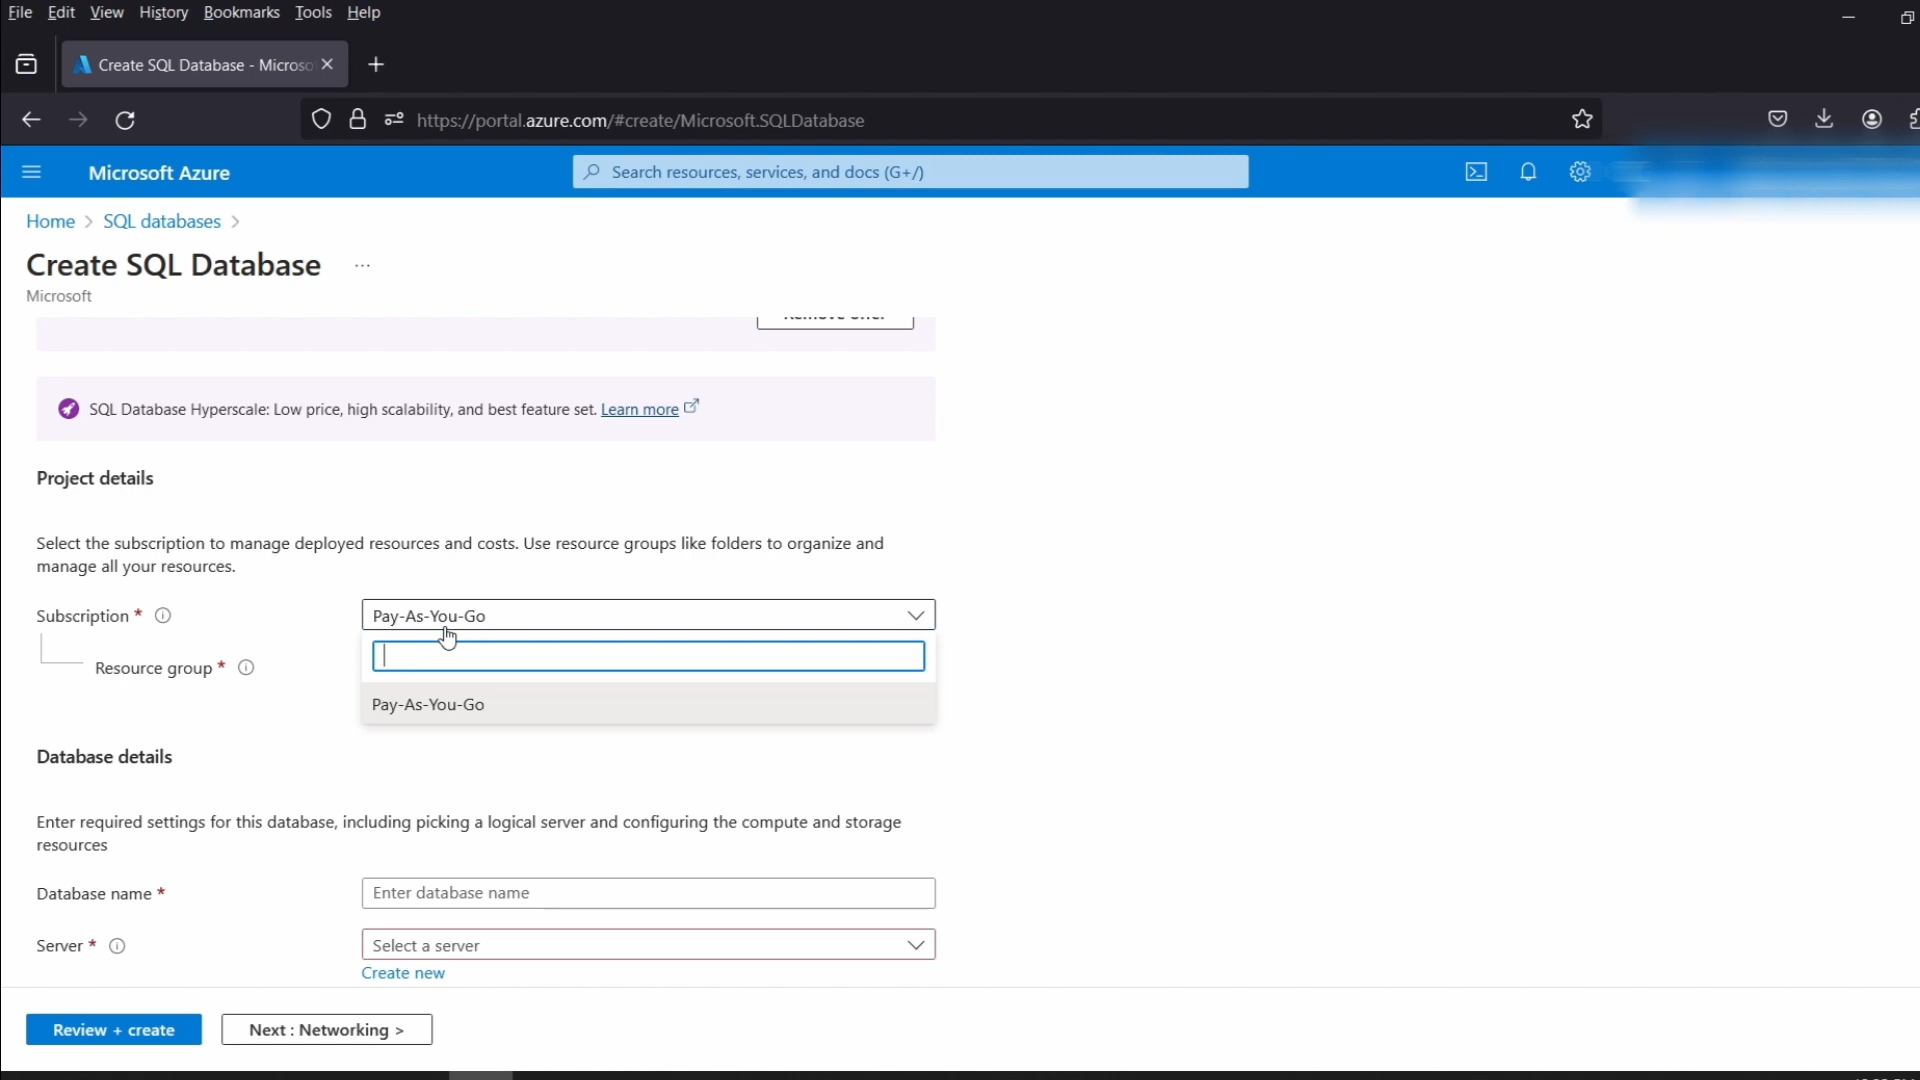 File Edit View History Bookmarks Tools Help
Create SQL Database - Microso
https://portal.azure.com/#create/Microsoft.SQLDatabase
Microsoft Azure
Search resources, services, and docs (G+/)
Home > SQL databases >
Create SQL Database ...
Microsoft
SQL Database Hyperscale: Low price, high scalability, and best feature set. Learn more
Project details
Select the subscription to manage deployed resources and costs. Use resource groups like folders to organize and
manage all your resources.
Subscription *
Pay-As-You-Go
Resource group *
Pay-As-You-Go
Database details
Enter required settings for this database, including picking a logical server and configuring the compute and storage
resources
Database name *
Enter database name
Server *
Select a server
Create new
Review + create
Next : Networking >